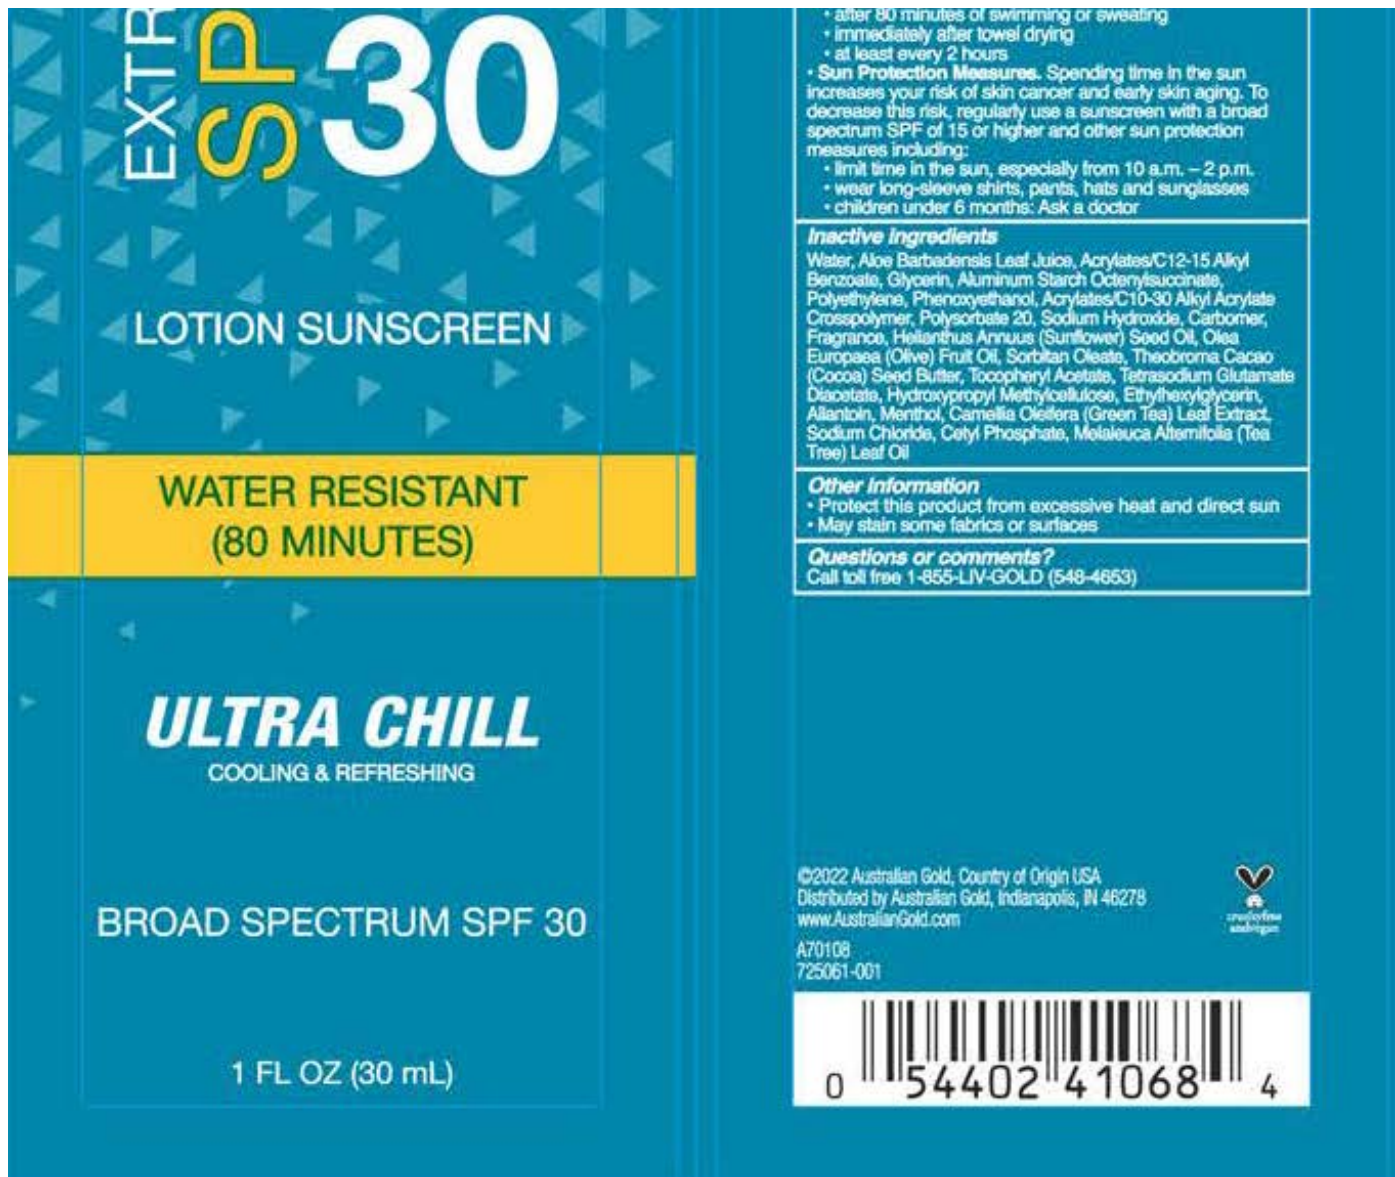 EXTR
SP
30
LOTION SUNSCREEN
WATER RESISTANT
(80 MINUTES)
ULTRA CHILL
COOLING & REFRESHING
BROAD SPECTRUM SPF 30
1 FL OZ (30 mL)
• after 80 minutes of swimming or sweating
• immediately after towel drying
• at least every 2 hours
• Sun Protection Measures. Spending time in the sun
increases your risk of skin cancer and early skin aging. To
decrease this risk, regularly use a sunscreen with a broad
spectrum SPF of 15 or higher and other sun protection
measures including:
• limit time in the sun, especially from 10 a.m. – 2 p.m.
• wear long-sleeve shirts, pants, hats and sunglasses
• children under 6 months: Ask a doctor
Inactive Ingredients
Water, Aloe Barbadensis Leaf Juice, Acrylates/C12-15 Alkyl
Benzoate, Glycerin, Aluminum Starch Octenylsuccinate,
Polyethylene, Phenoxyethanol, Acrylates/C10-30 Alkyl Acrylate
Crosspolymer, Polysorbate 20, Sodium Hydroxide, Carbomer,
Fragrance, Helianthus Annuus (Sunflower) Seed Oil, Olea
Europaea (Olive) Fruit Oil, Sorbitan Oleate, Theobroma Cacao
(Cocoa) Seed Butter, Tocopheryl Acetate, Tetrasodium Glutamate
Diacetate, Hydroxypropyl Methylcellulose, Ethylhexylglycerin,
Allantoin, Menthol, Camellia Oleifera (Green Tea) Leaf Extract,
Sodium Chloride, Cetyl Phosphate, Melaleuca Alternifolia (Tea
Tree) Leaf Oil
Other Information
• Protect this product from excessive heat and direct sun
• May stain some fabrics or surfaces
Questions or comments?
Call toll free 1-855-LIV-GOLD (548-4653)
©2022 Australian Gold, Country of Origin USA
Distributed by Australian Gold, Indianapolis, IN 46278
www.AustralianGold.com
A70108
725061-001
crueltyfree
andvegan
0 54402 41068 4